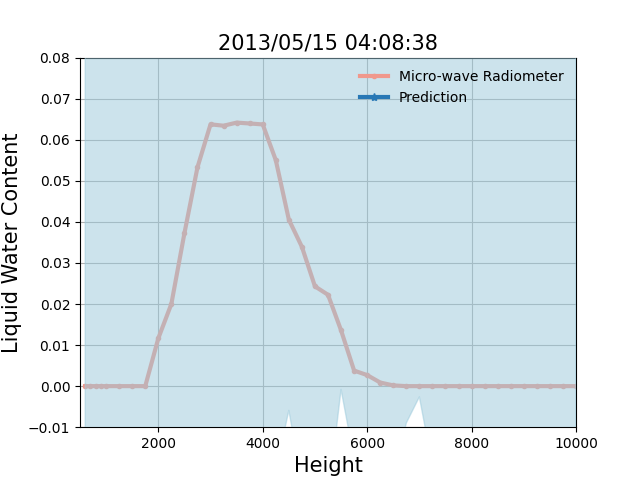 2013/05/15 04:08:38
Liquid Water Content
0.08
0.07
0.06
0.05
0.04
0.03
0.02
0.01
0.00
−0.01
Micro-wave Radiometer
Prediction
2000 4000 6000 8000 10000
Height